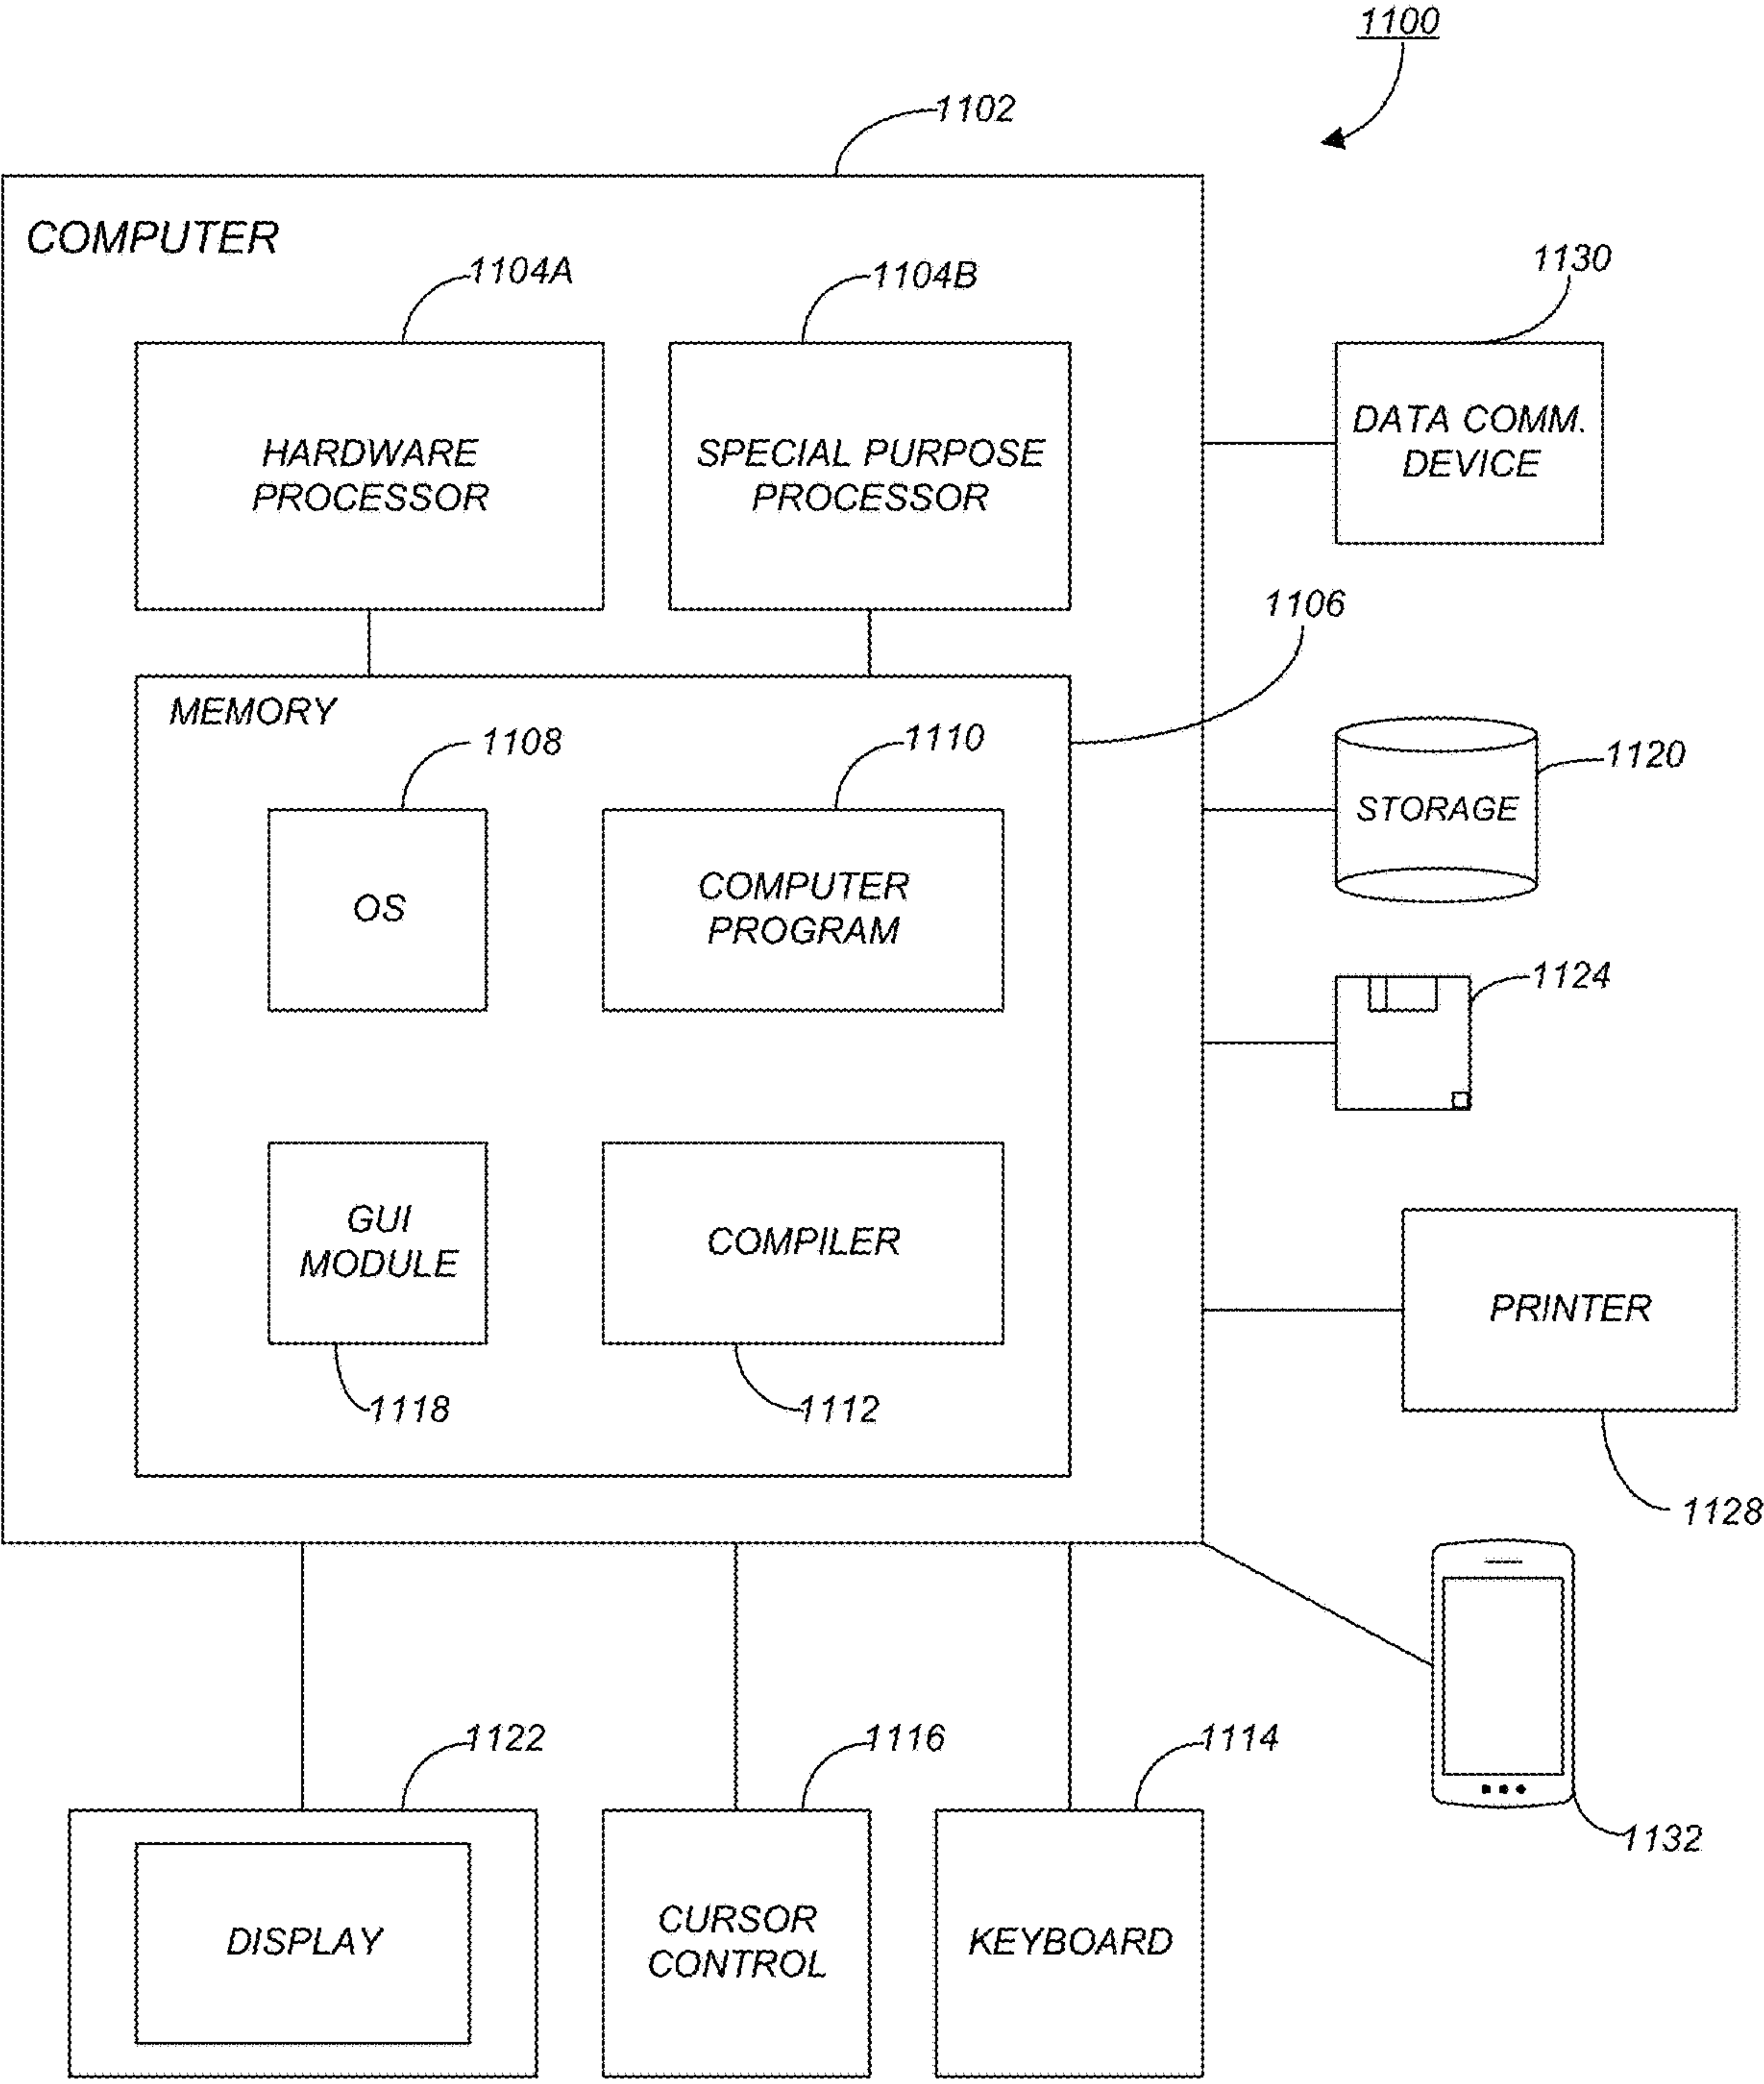 1100
1102
COMPUTER
1104A
1104B
1130
HARDWARE
PROCESSOR
SPECIAL PURPOSE
PROCESSOR
DATA COMM.
DEVICE
1106
MEMORY
1108
1110
1120
STORAGE
OS
COMPUTER
PROGRAM
1124
GUI
MODULE
COMPILER
PRINTER
1118
1112
1128
1122
1116
1114
1132
DISPLAY
CURSOR
CONTROL
KEYBOARD